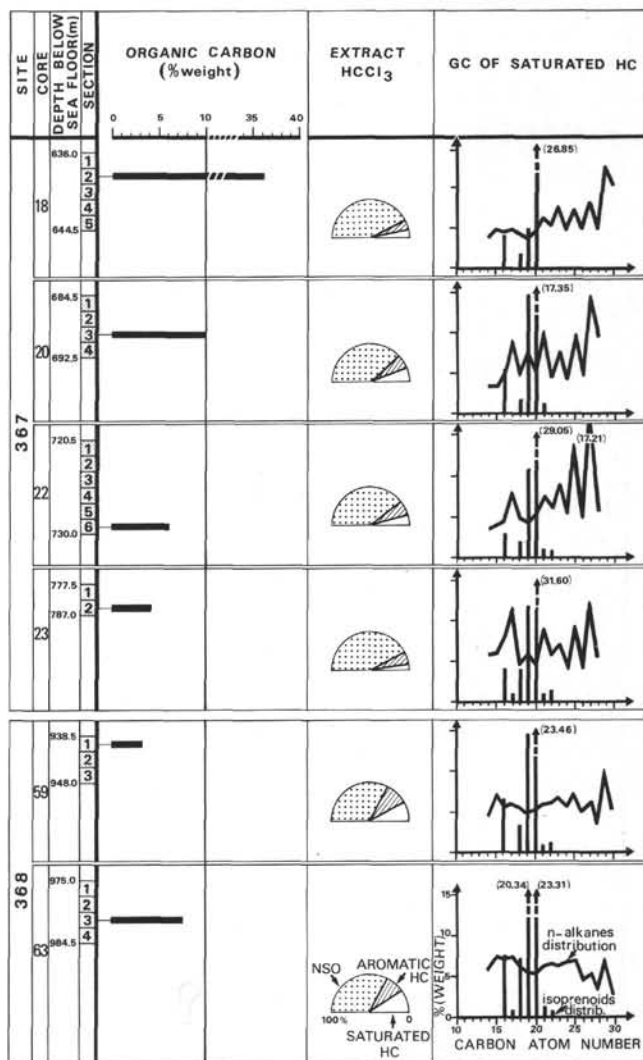 SITE
CORE
DEPTH BELOW
SEA FLOOR(m)
SECTION
ORGANIC CARBON
(%weight)
0 5 10 35 40
EXTRACT
HCCl3
GC OF SATURATED HC
367
18
636.0
1
2
3
4
5
644.5
(26.85)
20
684.5
1
2
3
4
692.5
(17.35)
22
720.5
1
2
3
4
5
6
730.0
(29.05)
(17.21)
23
777.5
1
2
787.0
(31.60)
368
59
938.5
1
2
3
948.0
(23.46)
63
975.0
1
2
3
4
984.5
NSO
AROMATIC
HC
100%
0
SATURATED
HC
(20.34) (23.31)
15
10
5
0
%(WEIGHT)
n-alkanes
distribution
isoprenoids
distrib.
10 15 20 25 30
CARBON ATOM NUMBER